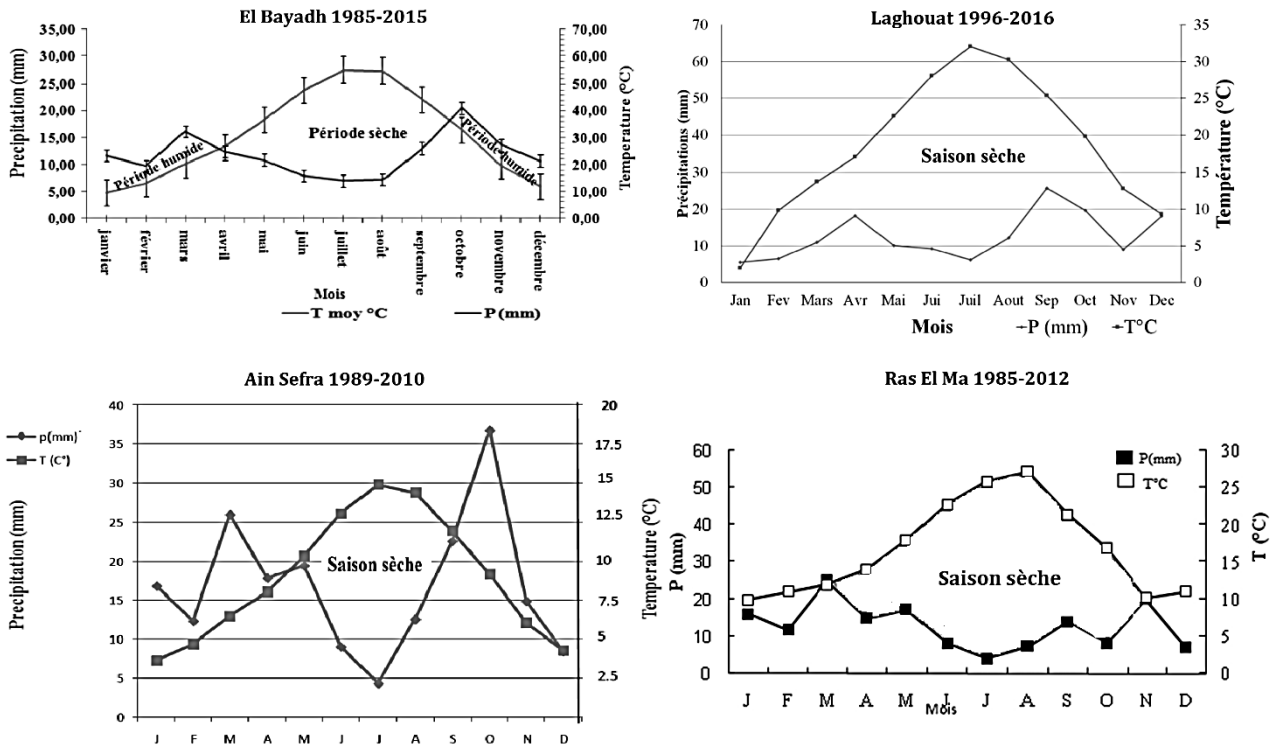 El Bayadh 1985-2015
Precipitation (mm)
35,00
30,00
25,00
20,00
15,00
10,00
5,00
0,00
70,00
60,00
50,00
40,00
30,00
20,00
10,00
0,00
Temperature (°C)
Période humide
Période sèche
Période humide
janvier
février
mars
avril
mai
juin
juillet
août
septembre
octobre
novembre
décembre
Mois
T moy °C
P (mm)
Laghouat 1996-2016
Précipitations (mm)
70
60
50
40
30
20
10
0
35
30
25
20
15
10
5
0
Température (°C)
Saison sèche
Jan Fev Mars Avr Mai Jui Juil Aout Sep Oct Nov Dec
Mois
P (mm)
T°C
Ain Sefra 1989-2010
p(mm)
T (C°)
Precipitation (mm)
40
35
30
25
20
15
10
5
0
20
17.5
15
12.5
10
7.5
5
2.5
Temperature (°C)
Saison sèche
J F M A M J J A S O N D
Ras El Ma 1985-2012
P (mm)
60
50
40
30
20
10
0
30
25
20
15
10
5
0
T (°C)
P(mm)
T°C
Saison sèche
J F M A M J J A S O N D
Mois